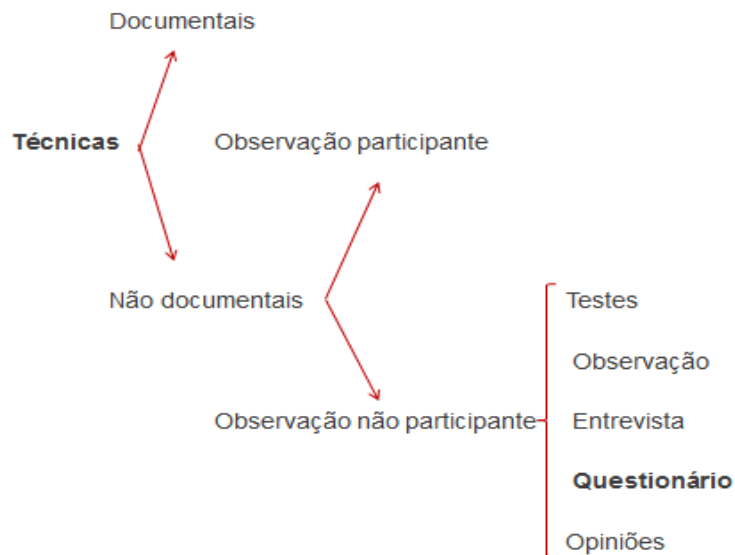 Documentais
Técnicas
Observação participante
Não documentais
Testes
Observação
Observação não participante
Entrevista
Questionário
Opiniões